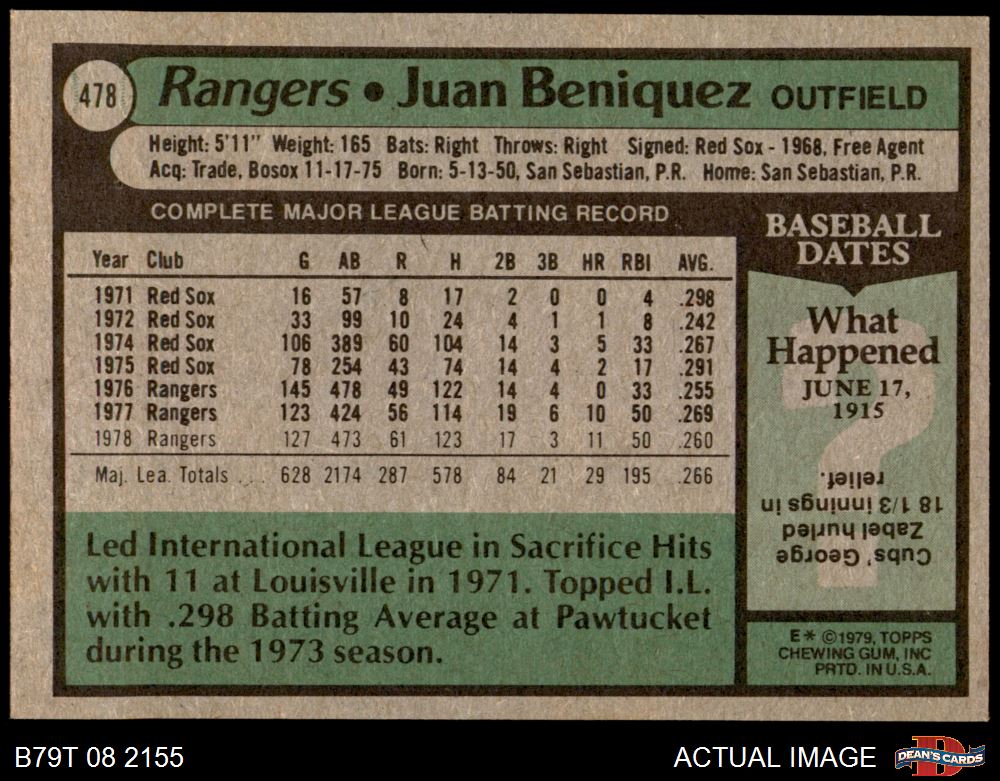 478
Rangers • Juan Beniquez OUTFIELD
Height: 5'11" Weight: 165 Bats: Right Throws: Right Signed: Red Sox - 1968, Free Agent
Acq: Trade, Bosox 11-17-75 Born: 5-13-50, San Sebastian, P.R. Home: San Sebastian, P.R.
COMPLETE MAJOR LEAGUE BATTING RECORD
Year Club G AB R H 2B 3B HR RBI AVG.
1971 Red Sox 16 57 8 17 2 0 0 4 .298
1972 Red Sox 33 99 10 24 4 1 1 8 .242
1974 Red Sox 106 389 60 104 14 3 5 33 .267
1975 Red Sox 78 254 43 74 14 4 2 17 .291
1976 Rangers 145 478 49 122 14 4 0 33 .255
1977 Rangers 123 424 56 114 19 6 10 50 .269
1978 Rangers 127 473 61 123 17 3 11 50 .260
Maj. Lea. Totals . . . 628 2174 287 578 84 21 29 195 .266
Led International League in Sacrifice Hits
with 11 at Louisville in 1971. Topped I.L.
with .298 Batting Average at Pawtucket
during the 1973 season.
BASEBALL
DATES
What
Happened
JUNE 17,
1915
Cubs' George
Zabel hurled
18 1/3 innings in
relief.
E* ©1979, TOPPS
CHEWING GUM, INC
PRTD. IN U.S.A.
B79T 08 2155
ACTUAL IMAGE
D
DEAN'S CARDS